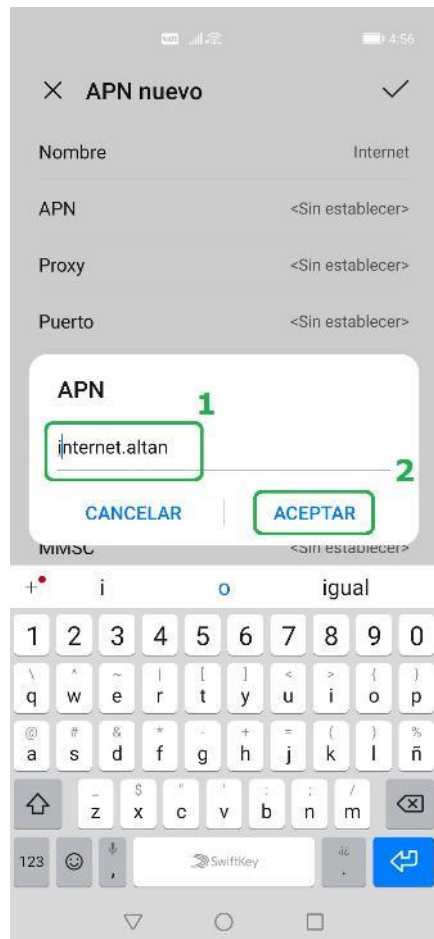 4:56
APN nuevo
Nombre Internet
APN <Sin establecer>
Proxy <Sin establecer>
Puerto <Sin establecer>
APN
1
internet.altan
2
CANCELAR ACEPTAR
MMSC <Sin establecer>
+ i o igual
1 2 3 4 5 6 7 8 9 0
\ ^ ~ | [ ] < > { }
q w e r t y u i o p
@ # & * - + = ( ) %
a s d f g h j k l ñ
_ $ " ' : ; /
z x c v b n m
123 , SwiftKey .